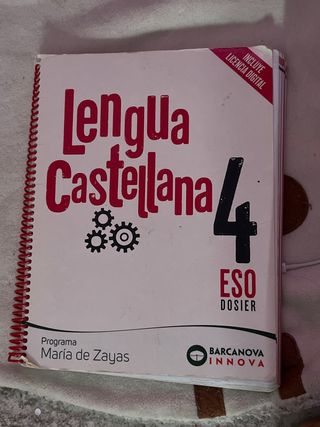 INCLUYE
LICENCIA DIGITAL
Lengua
Castellana 4
ESO
DOSIER
Programa
María de Zayas
BARCANOVA
INNOVA